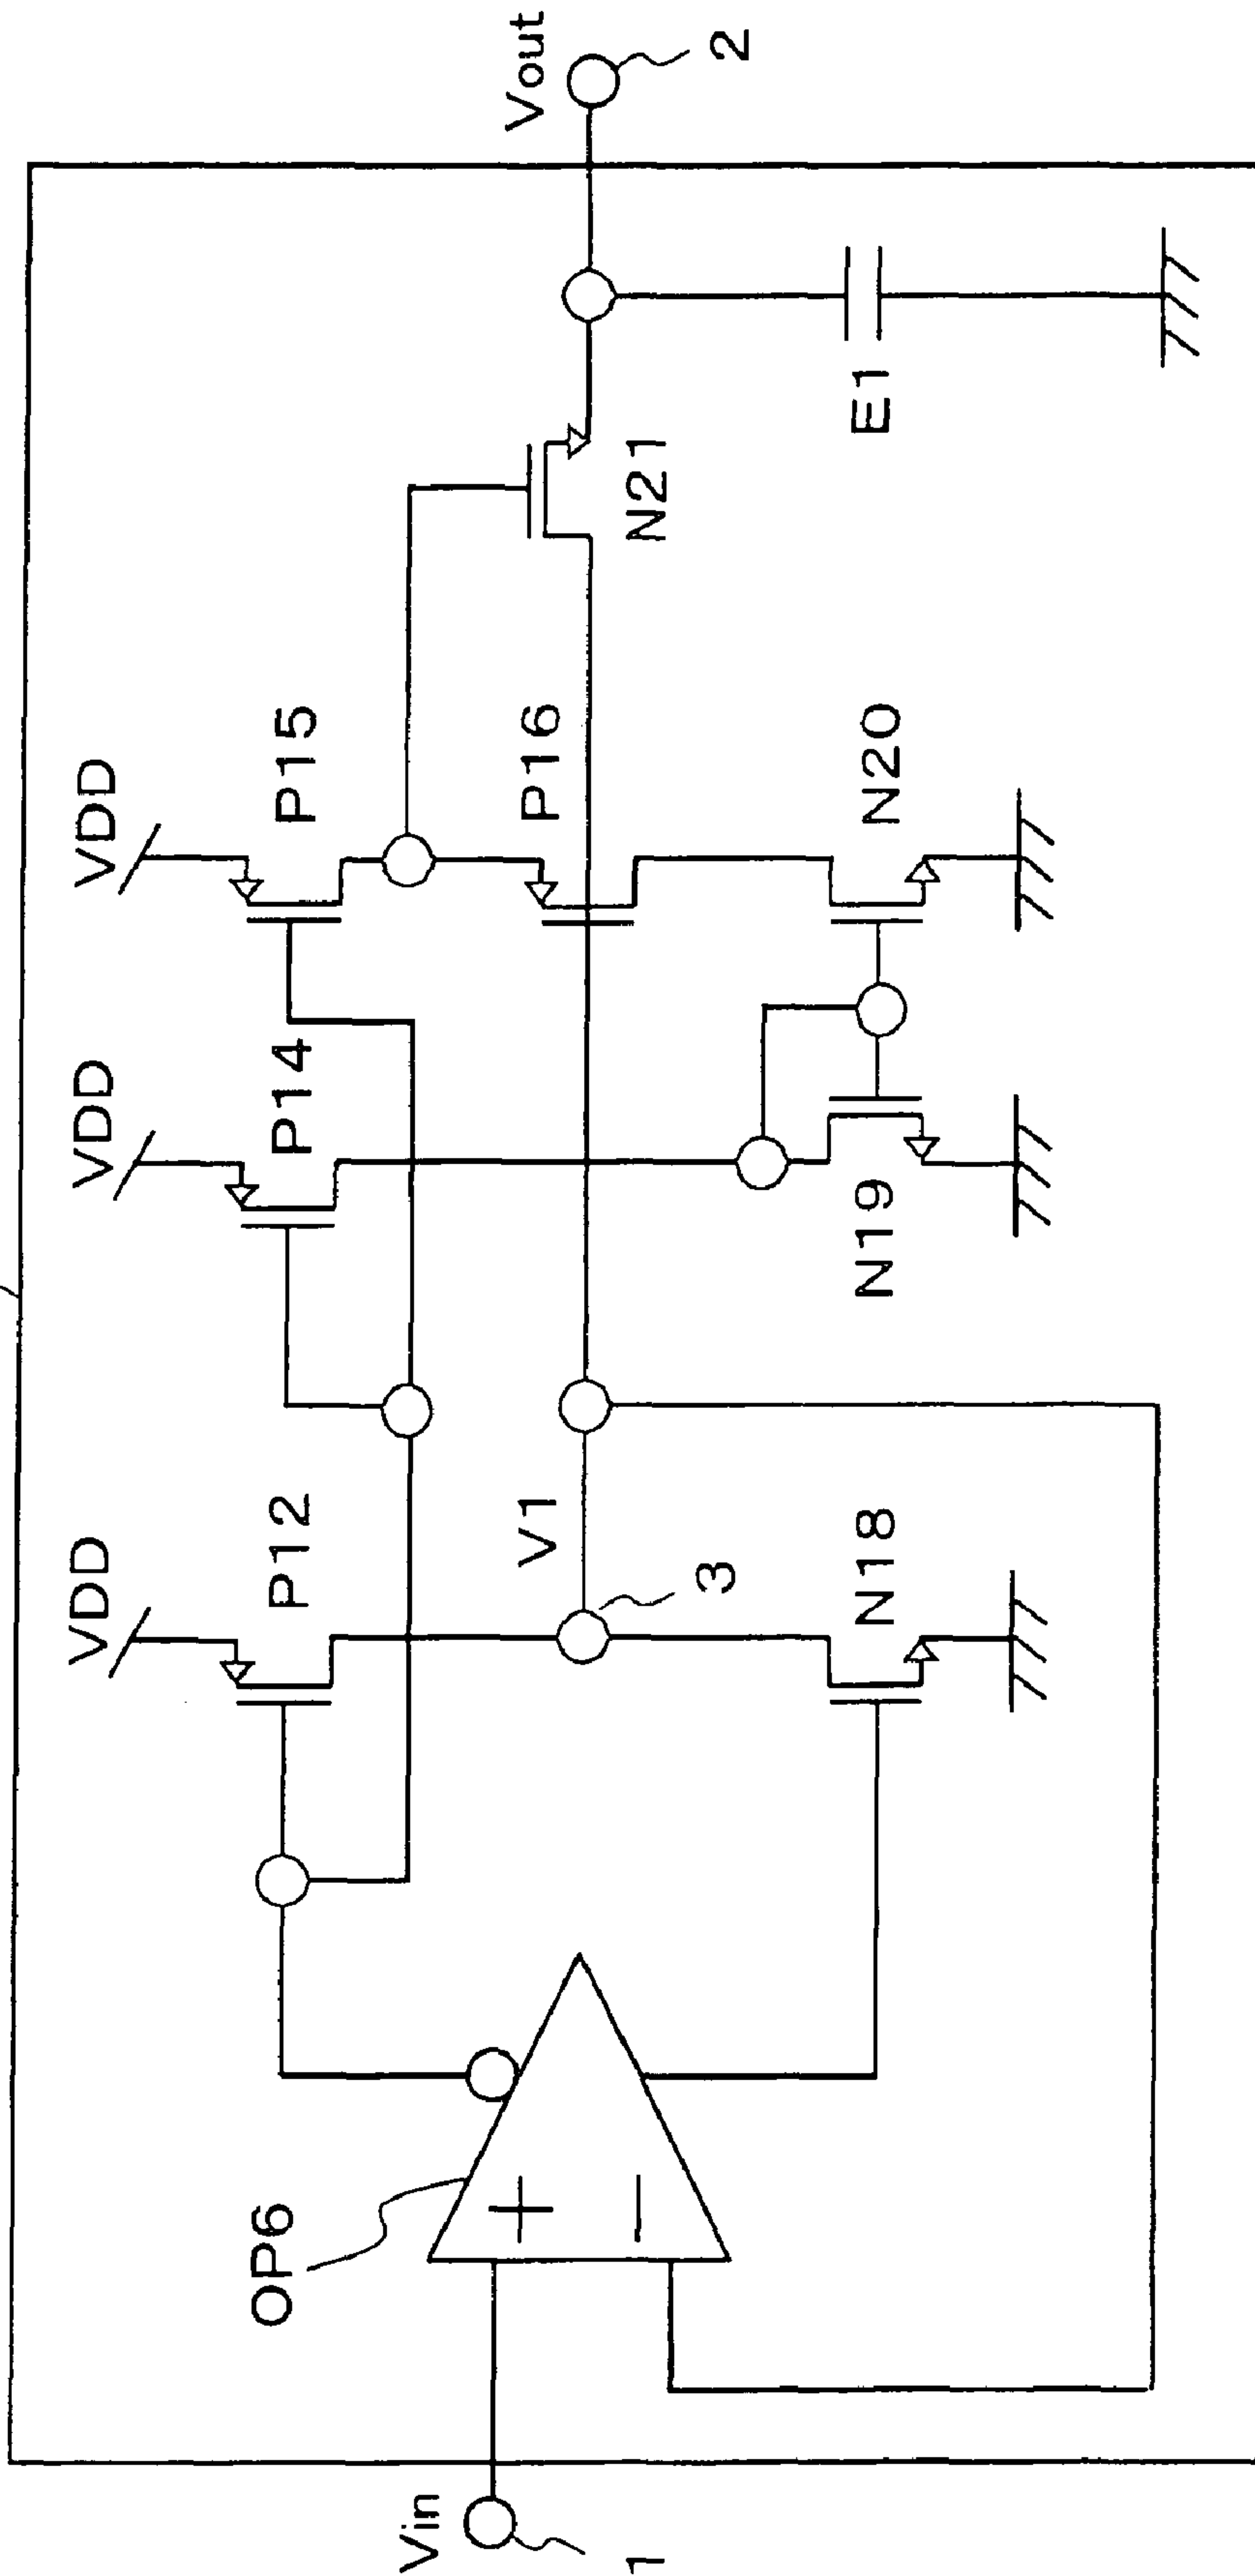 VDD
VDD
VDD
P12
P14
P15
OP6
Vin
1
+
−
V1
3
P16
N21
Vout
2
N18
N19
N20
E1